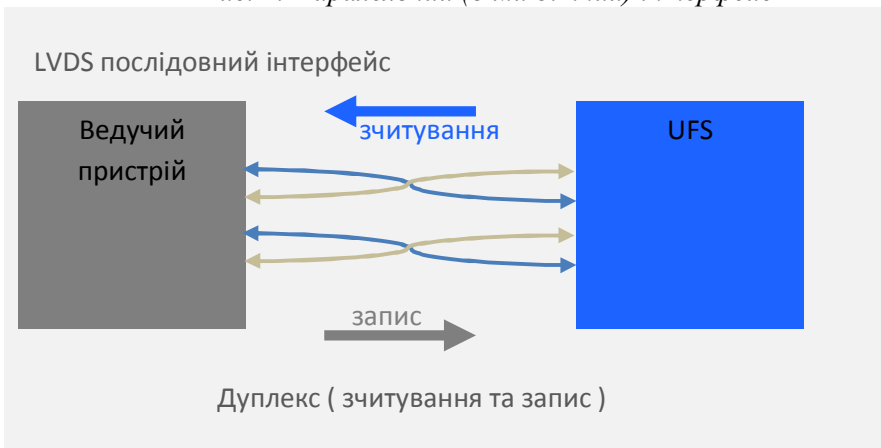 LVDS послідовний інтерфейс
Ведучий
пристрій
зчитування
UFS
запис
Дуплекс ( зчитування та запис )